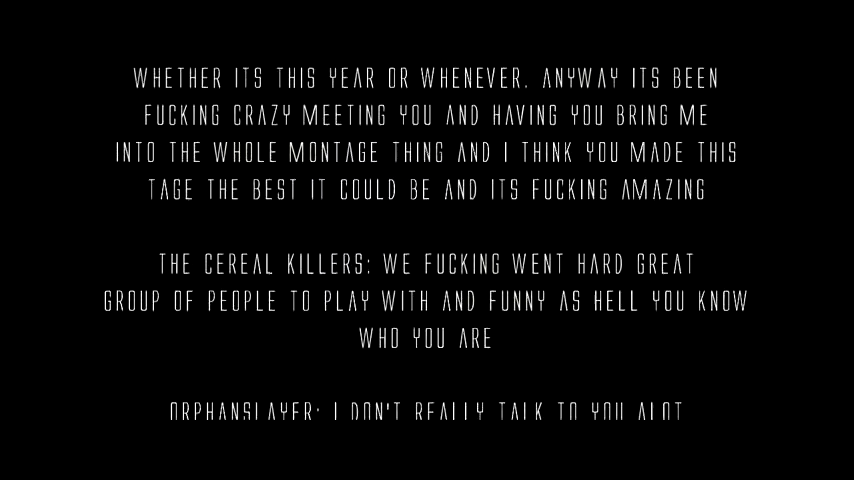 WHETHER ITS THIS YEAR OR WHENEVER. ANYWAY ITS BEEN
FUCKING CRAZY MEETING YOU AND HAVING YOU BRING ME
INTO THE WHOLE MONTAGE THING AND I THINK YOU MADE THIS
TAGE THE BEST IT COULD BE AND ITS FUCKING AMAZING
THE CEREAL KILLERS: WE FUCKING WENT HARD GREAT
GROUP OF PEOPLE TO PLAY WITH AND FUNNY AS HELL YOU KNOW
WHO YOU ARE
ORPHANSLAYER: I DON'T REALLY TALK TO YOU ALOT